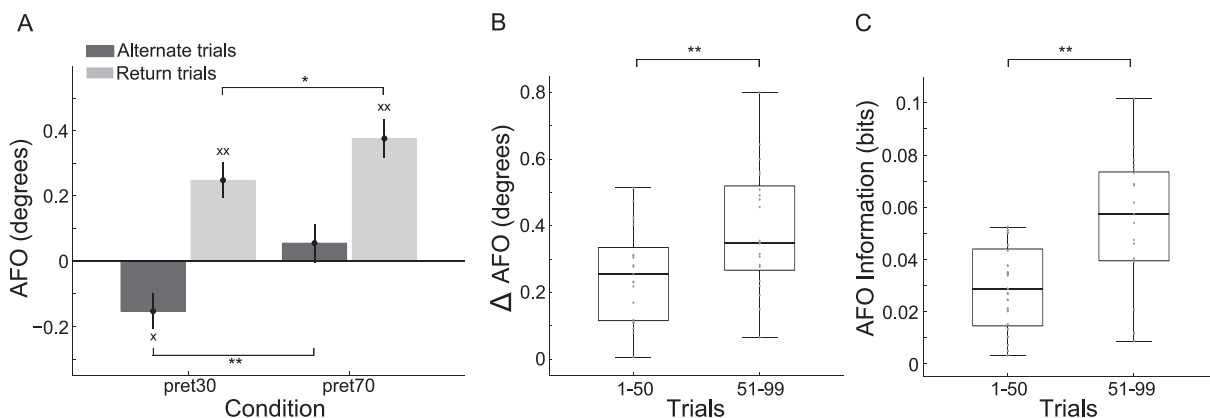 A
Alternate trials
Return trials
*
xx
xx
0.4
0.2
0
−0.2
AFO (degrees)
x
**
pret30
pret70
Condition
B
**
0.8
0.6
0.4
0.2
0
Δ AFO (degrees)
1-50
51-99
Trials
C
**
0.1
0.08
0.06
0.04
0.02
0
AFO Information (bits)
1-50
51-99
Trials